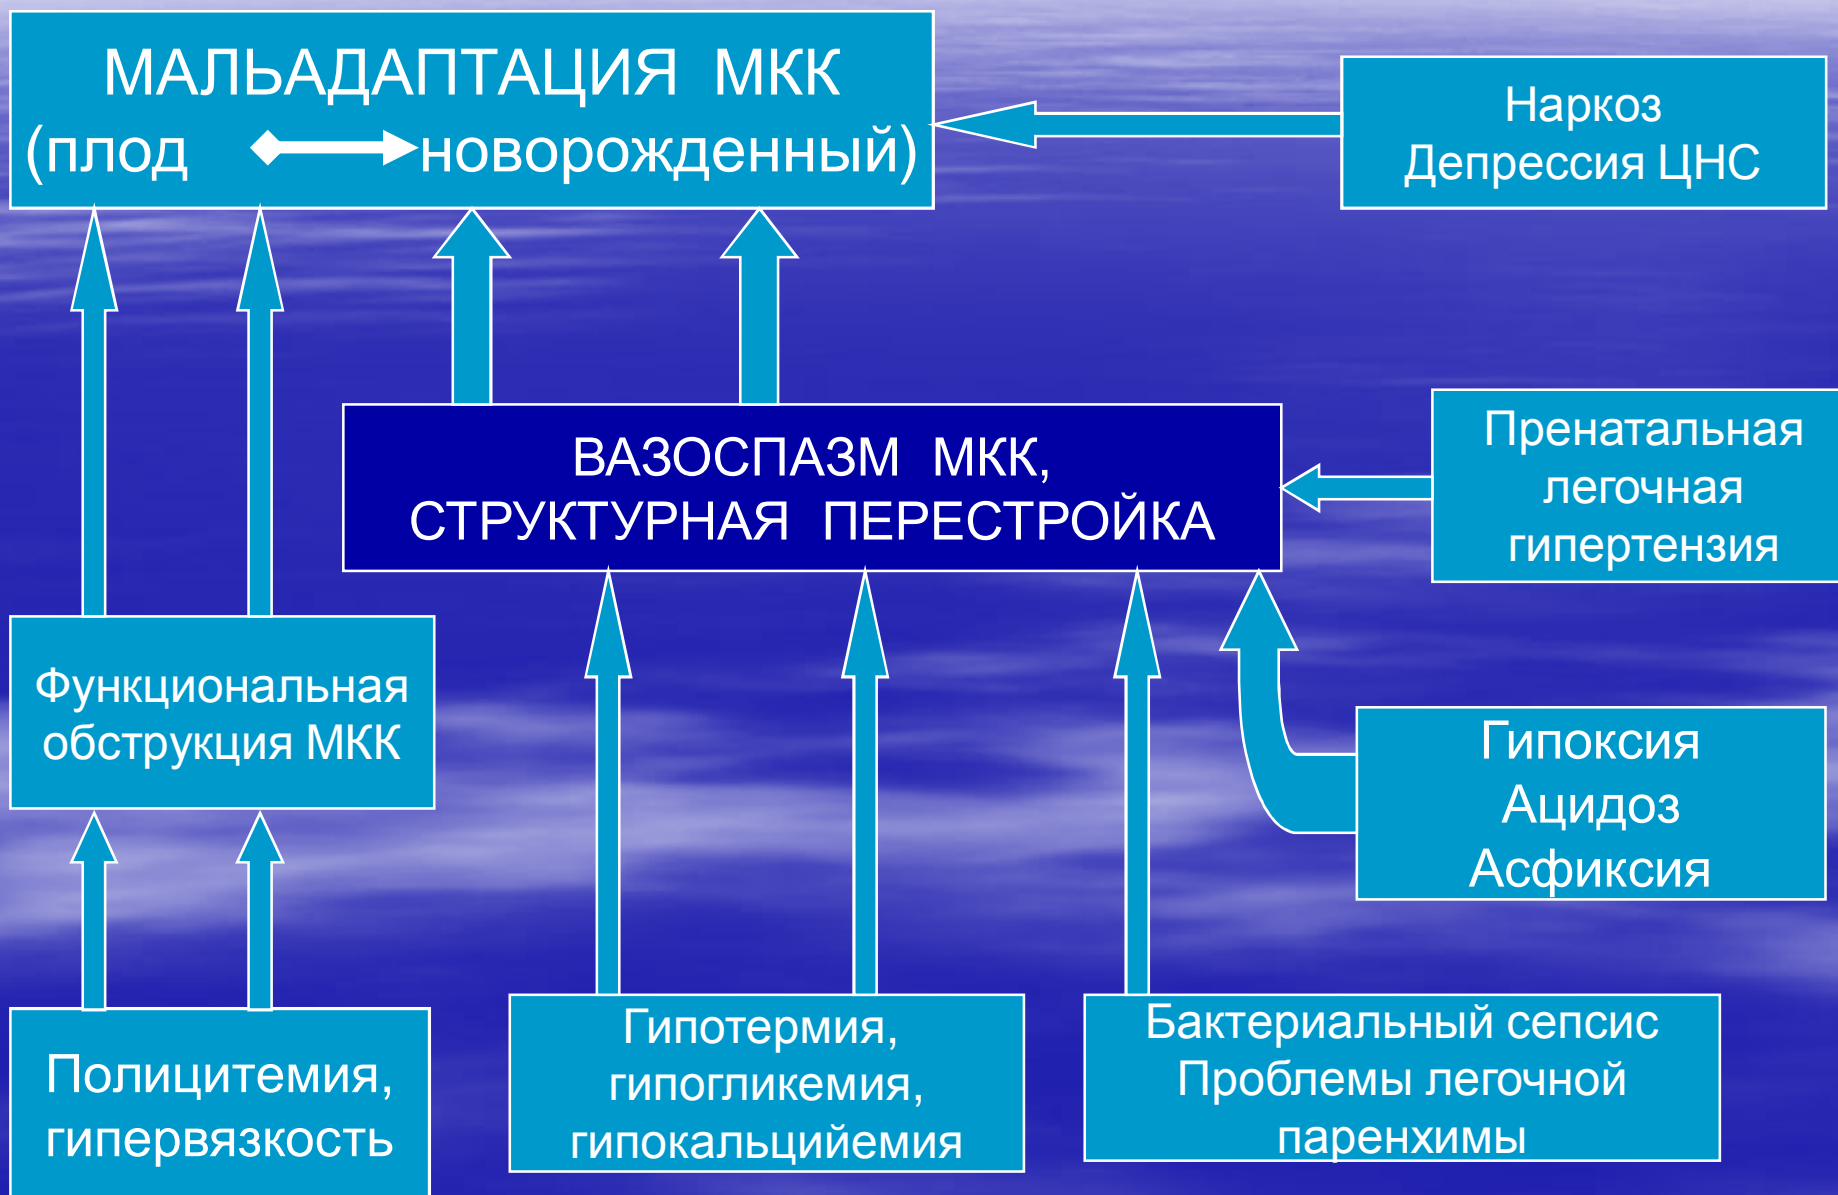 МАЛЬАДАПТАЦИЯ МКК
(плод новорожденный)
Наркоз
Депрессия ЦНС
ВАЗОСПАЗМ МКК,
СТРУКТУРНАЯ ПЕРЕСТРОЙКА
Пренатальная
легочная
гипертензия
Функциональная
обструкция МКК
Гипоксия
Ацидоз
Асфиксия
Полицитемия,
гипервязкость
Гипотермия,
гипогликемия,
гипокальцийемия
Бактериальный сепсис
Проблемы легочной
паренхимы